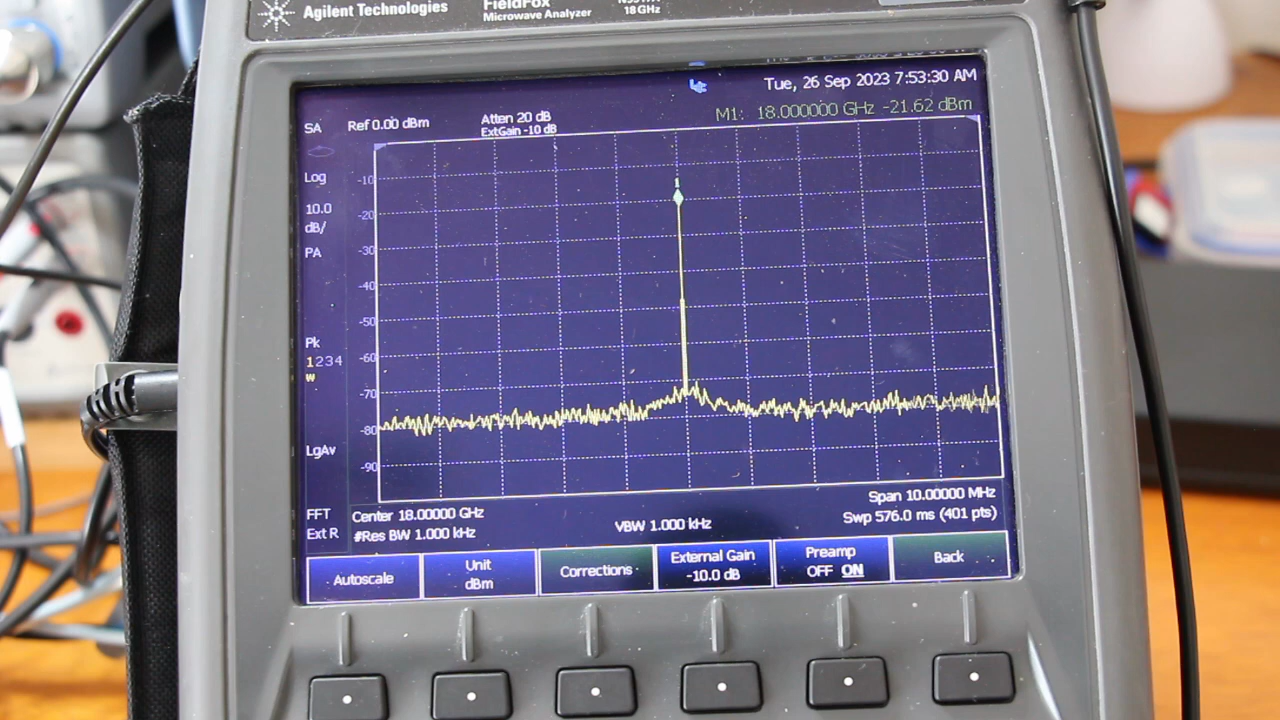 Agilent Technologies
FieldFox
Microwave Analyzer
18 GHz
Tue, 26 Sep 2023 7:53:30 AM
SA
Ref 0.00 dBm
Atten 20 dB
ExtGain -10 dB
M1: 18.000000 GHz -21.62 dBm
Log
10.0
dB/
PA
Pk
1234
W
LgAv
FFT
Ext R
-10
-20
-30
-40
-50
-60
-70
-80
-90
1
Center 18.00000 GHz
#Res BW 1.000 kHz
VBW 1.000 kHz
Span 10.00000 MHz
Swp 576.0 ms (401 pts)
Autoscale
Unit
dBm
Corrections
External Gain
-10.0 dB
Preamp
OFF ON
Back